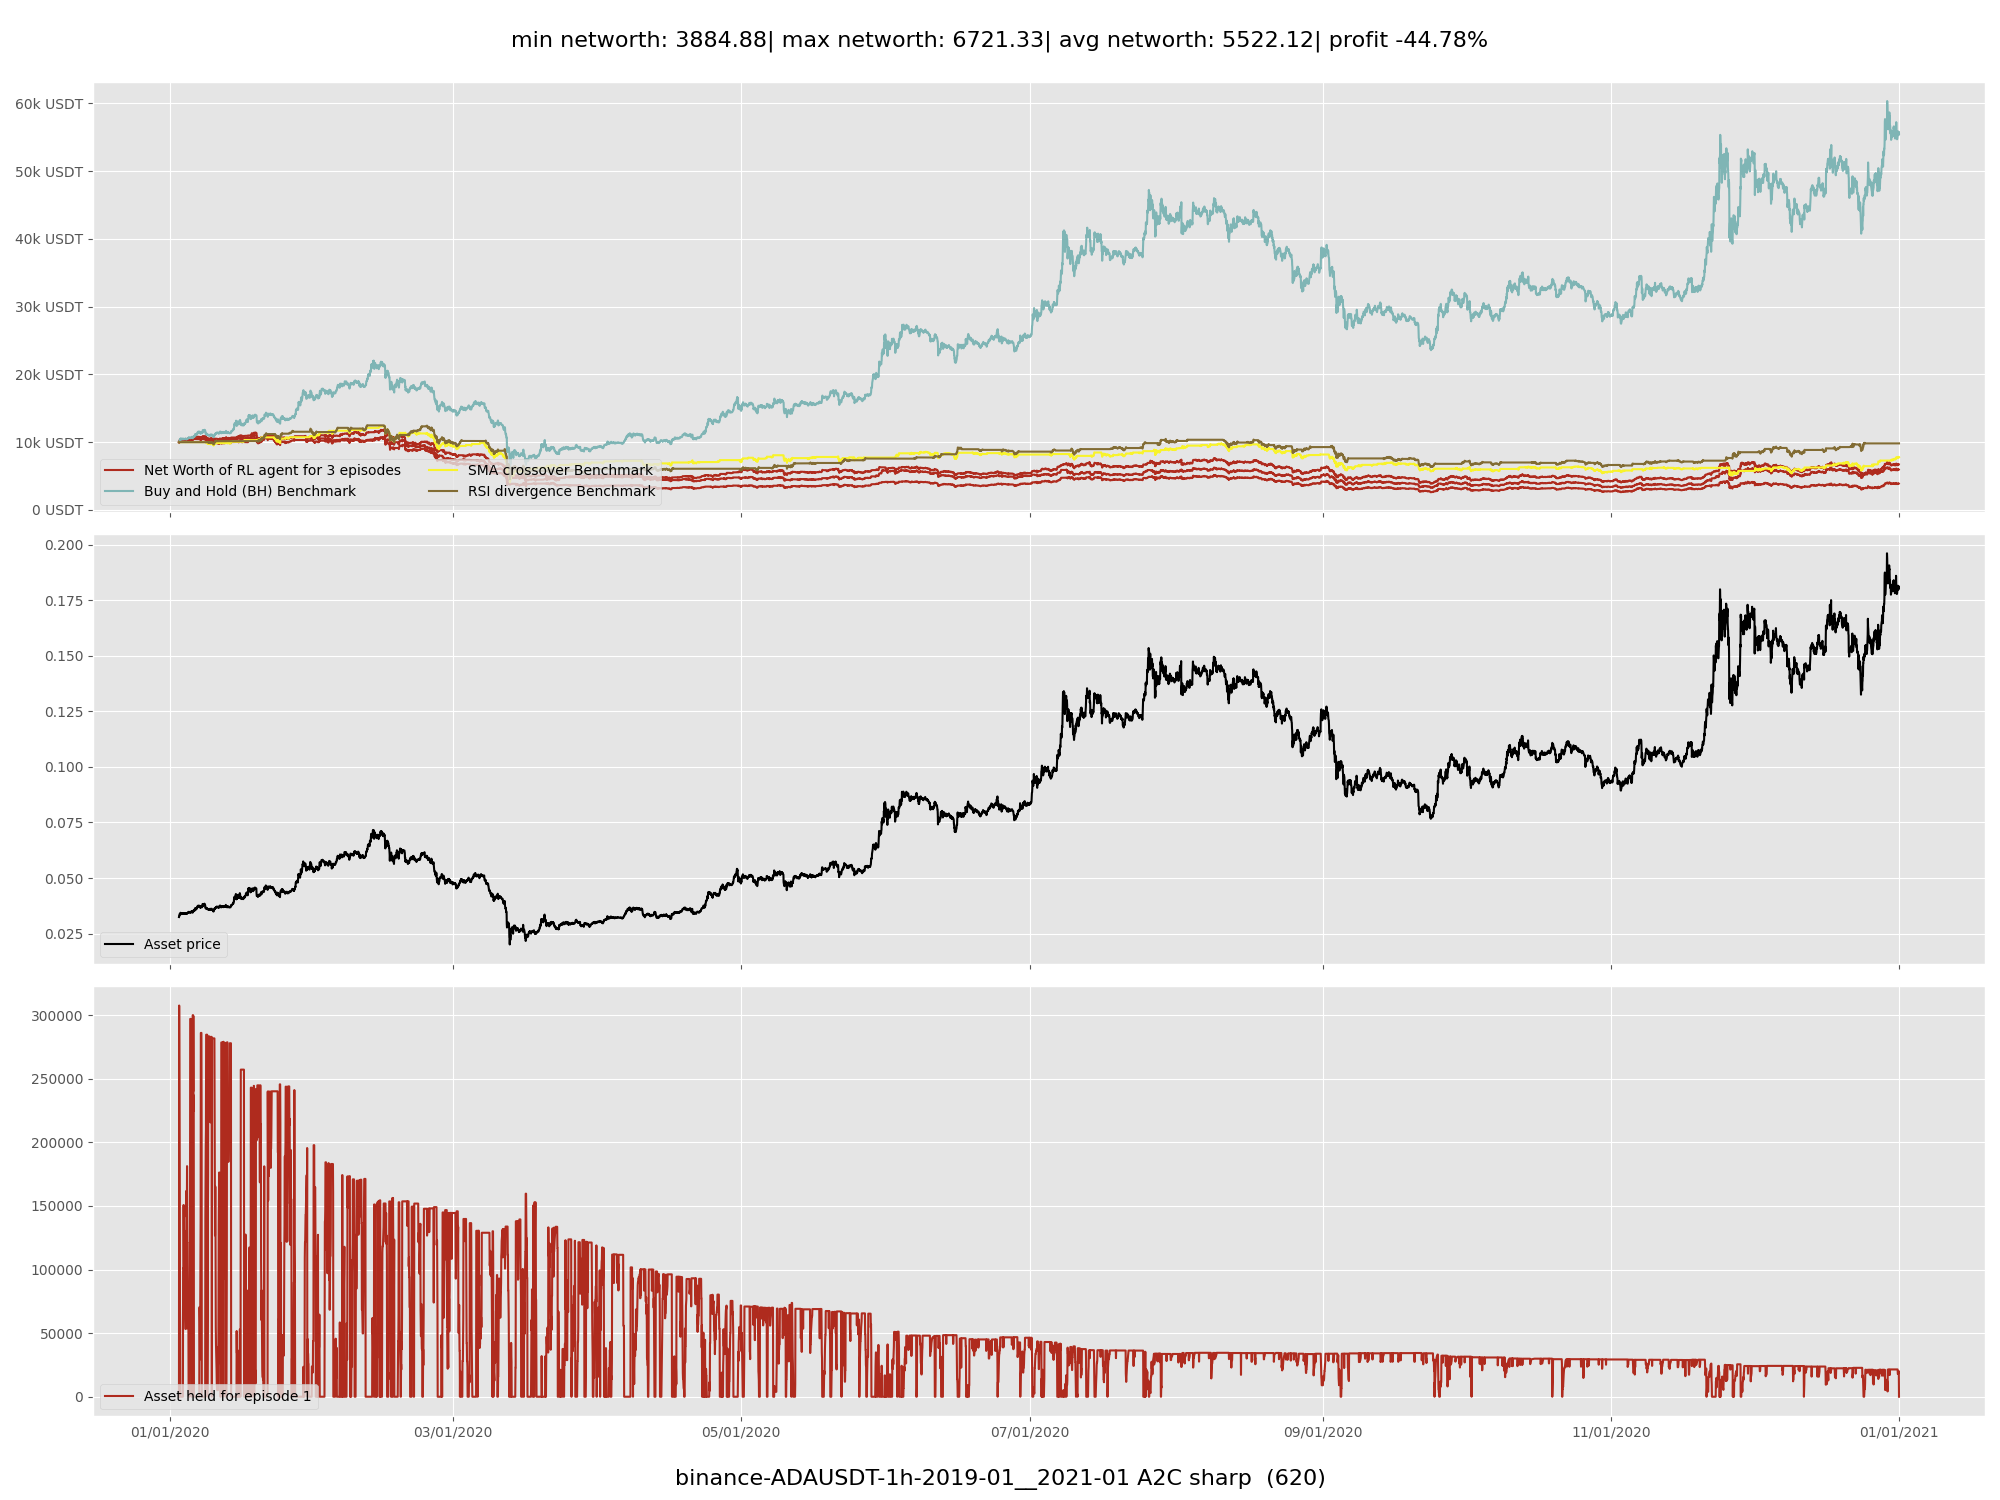 min networth: 3884.88| max networth: 6721.33| avg networth: 5522.12| profit -44.78%
60k USDT
50k USDT
40k USDT
30k USDT
20k USDT
10k USDT
0 USDT
Net Worth of RL agent for 3 episodes
Buy and Hold (BH) Benchmark
SMA crossover Benchmark
RSI divergence Benchmark
0.200
0.175
0.150
0.125
0.100
0.075
0.050
0.025
Asset price
300000
250000
200000
150000
100000
50000
0
Asset held for episode 1
01/01/2020 03/01/2020 05/01/2020 07/01/2020 09/01/2020 11/01/2020 01/01/2021
binance-ADAUSDT-1h-2019-01__2021-01 A2C sharp (620)